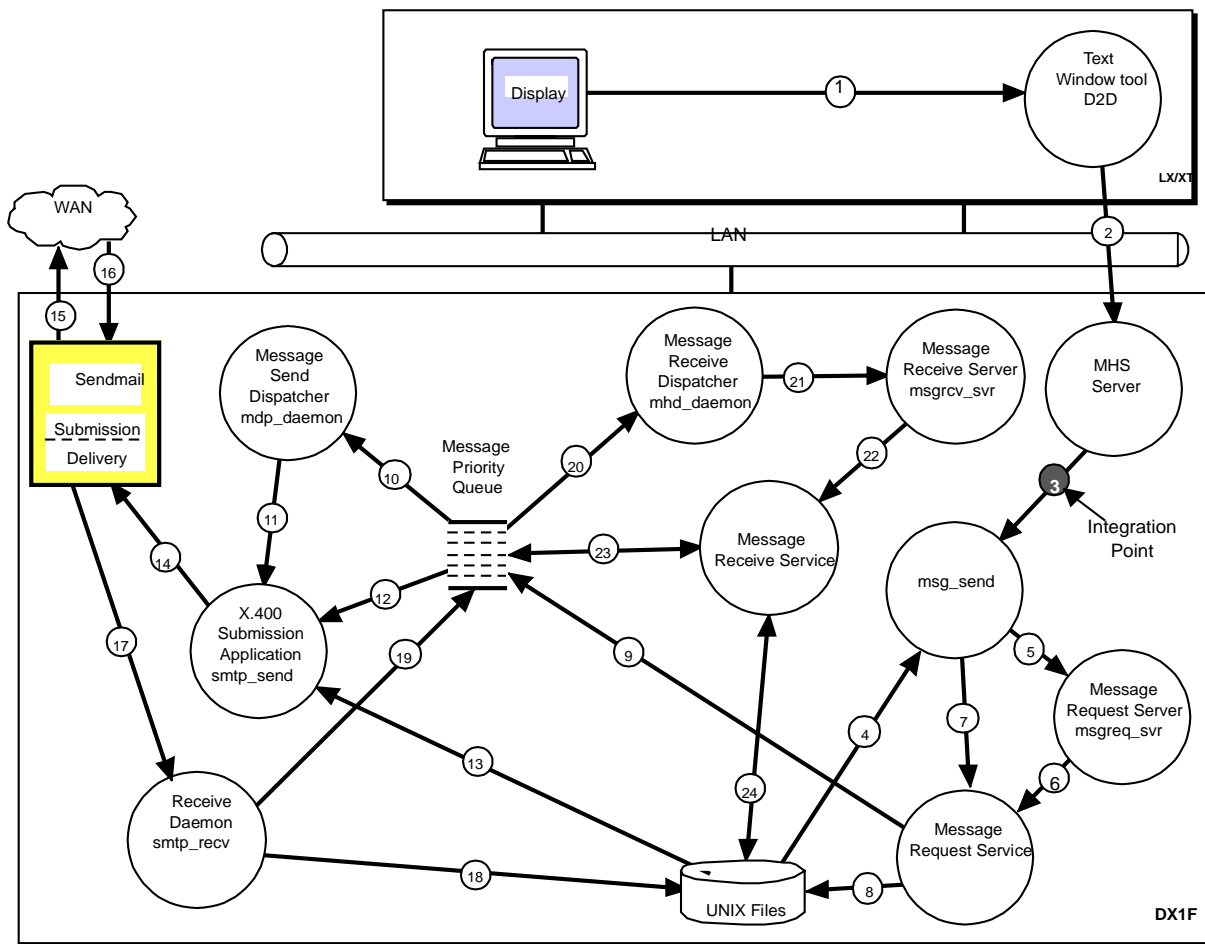 Display
1
Text
Window tool
D2D
LX/XT
WAN
LAN
2
16
15
Sendmail
Submission
Delivery
Message
Send
Dispatcher
mdp_daemon
Message
Receive
Dispatcher
mhd_daemon
21
Message
Receive Server
msgrcv_svr
MHS
Server
Message
Priority
Queue
10
20
22
3
Integration
Point
11
14
12
23
Message
Receive Service
msg_send
X.400
Submission
Application
smtp_send
17
19
9
5
Message
Request Server
msgreq_svr
4
7
13
24
6
Receive
Daemon
smtp_recv
Message
Request Service
18
8
UNIX Files
DX1F